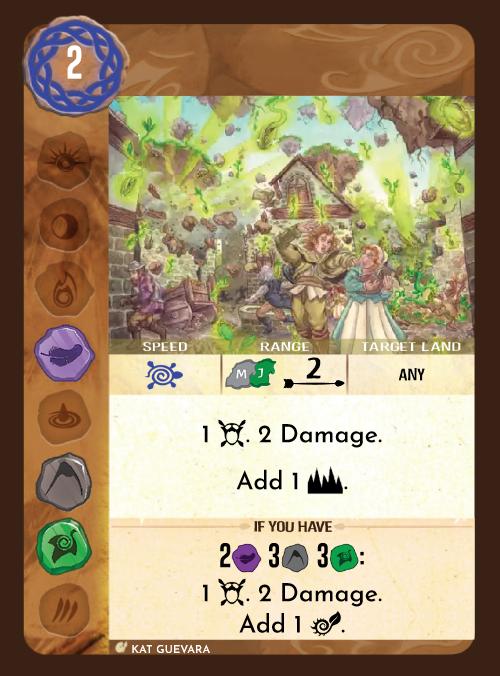 2
SPEED RANGE TARGET LAND
M J 2 ANY
1 . 2 Damage.
Add 1 .
IF YOU HAVE
2 3 3 :
1 . 2 Damage.
Add 1 .
KAT GUEVARA